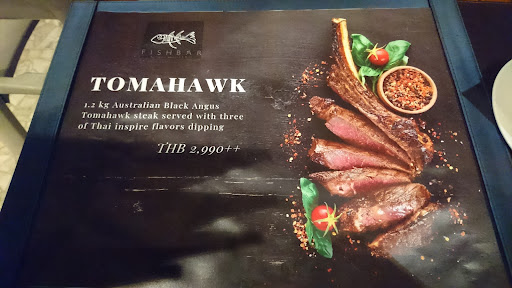 FISHBAR
TOMAHAWK
1.2 kg Australian Black Angus
Tomahawk steak served with three
of Thai inspire flavors dipping
THB 2,990++